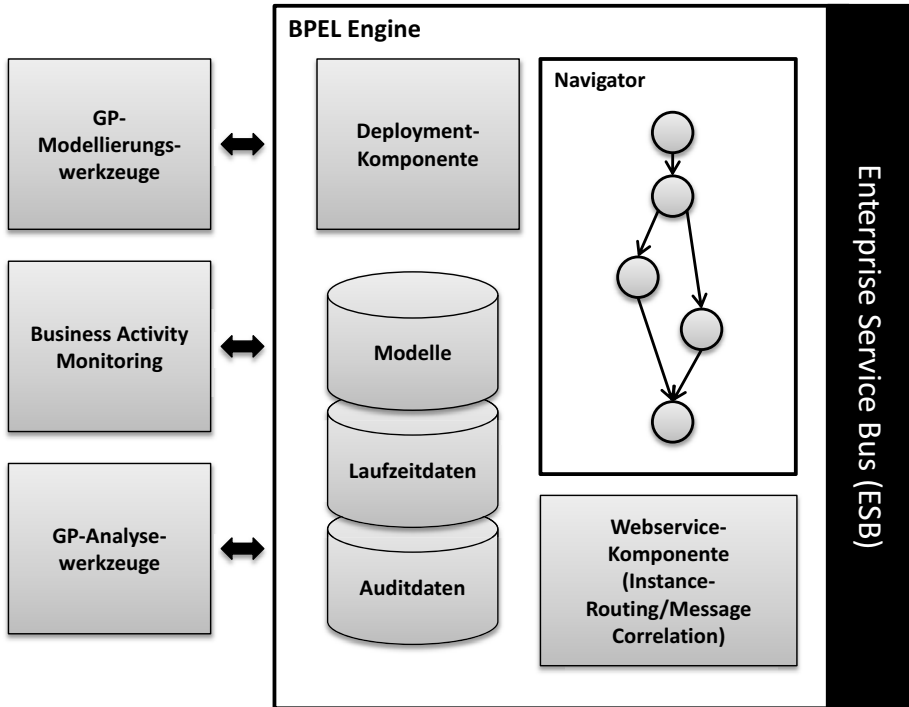 BPEL Engine
GP-
Modellierungs-
werkzeuge
Deployment-
Komponente
Navigator
Business Activity
Monitoring
Modelle
Laufzeitdaten
GP-Analyse-
werkzeuge
Auditdaten
Webservice-
Komponente
(Instance-
Routing/Message
Correlation)
Enterprise Service Bus (ESB)